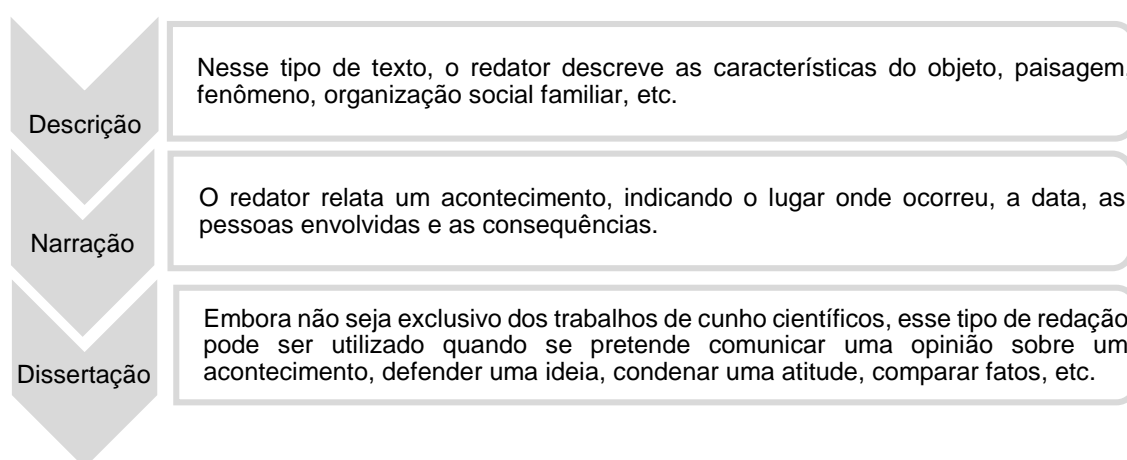 Descrição
Nesse tipo de texto, o redator descreve as características do objeto, paisagem,
fenômeno, organização social familiar, etc.
Narração
O redator relata um acontecimento, indicando o lugar onde ocorreu, a data, as
pessoas envolvidas e as consequências.
Dissertação
Embora não seja exclusivo dos trabalhos de cunho científicos, esse tipo de redação
pode ser utilizado quando se pretende comunicar uma opinião sobre um
acontecimento, defender uma ideia, condenar uma atitude, comparar fatos, etc.